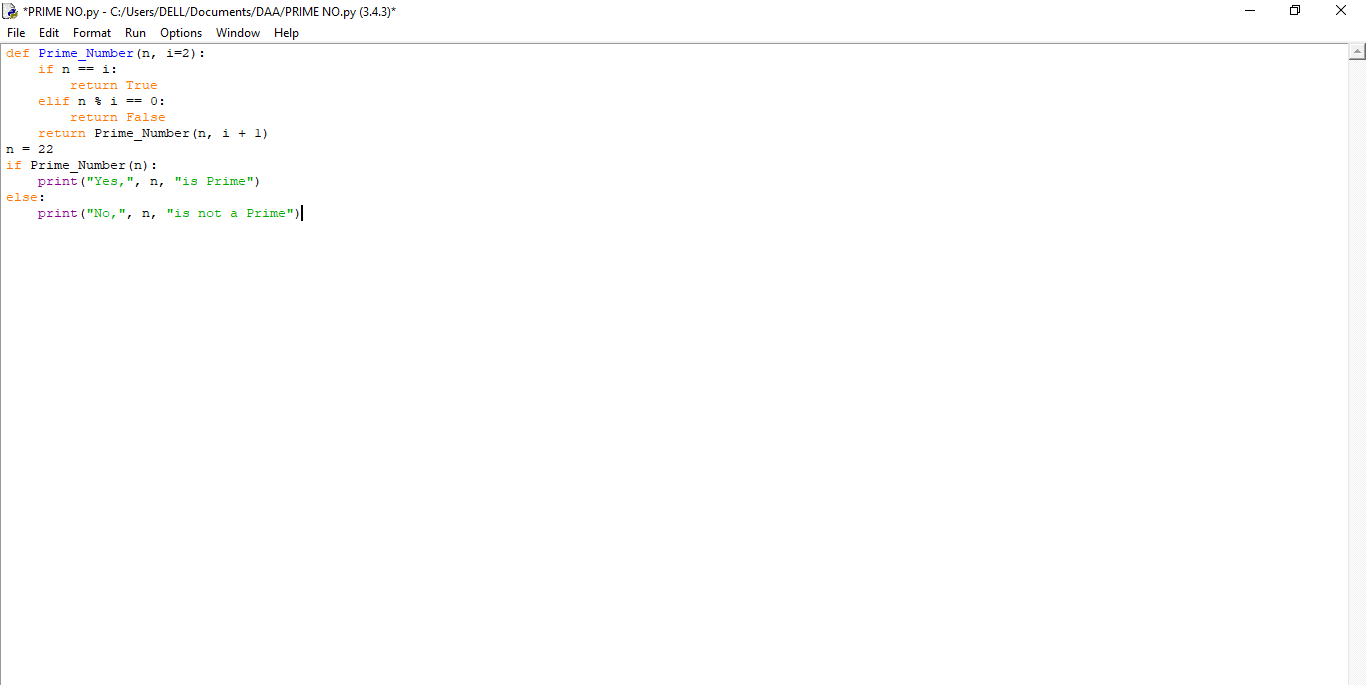 *PRIME NO.py - C:/Users/DELL/Documents/DAA/PRIME NO.py (3.4.3)*
File Edit Format Run Options Window Help
def Prime_Number(n, i=2):
    if n == i:
        return True
    elif n % i == 0:
        return False
    return Prime_Number(n, i + 1)
n = 22
if Prime_Number(n):
    print("Yes,", n, "is Prime")
else:
    print("No,", n, "is not a Prime")